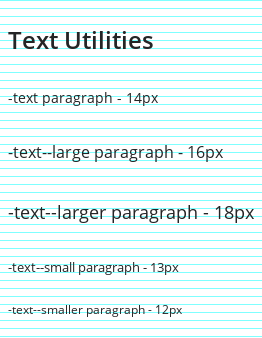 Text Utilities
-text paragraph - 14px
-text--large paragraph - 16px
-text--larger paragraph - 18px
-text--small paragraph - 13px
-text--smaller paragraph - 12px